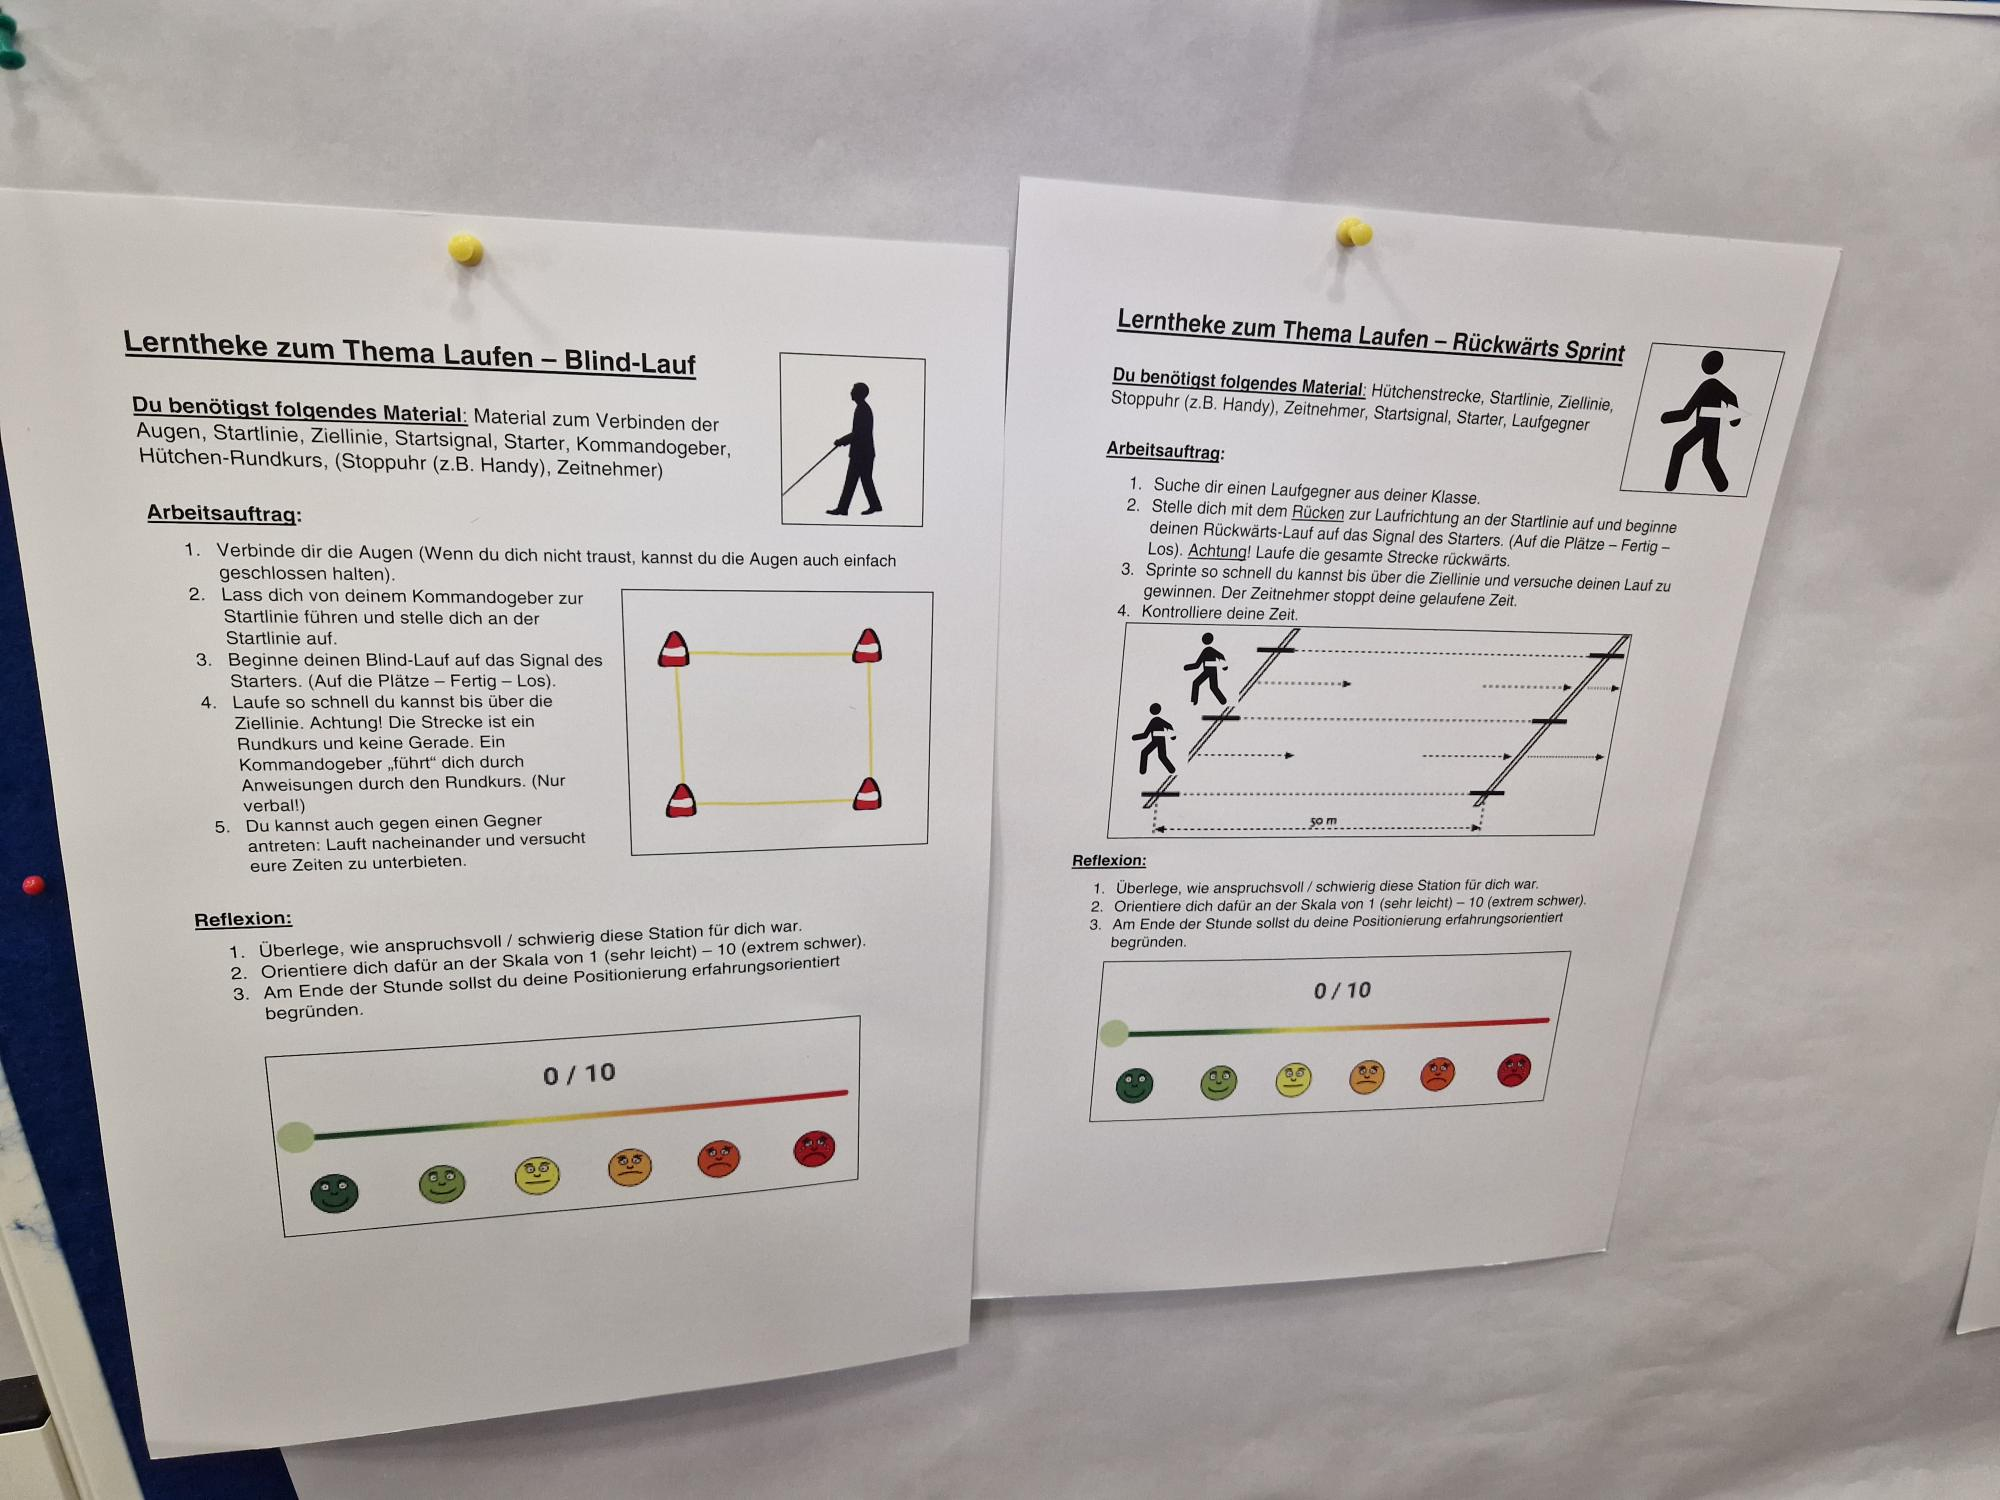 Lerntheke zum Thema Laufen – Blind-Lauf
Du benötigst folgendes Material: Material zum Verbinden der
Augen, Startlinie, Ziellinie, Startsignal, Starter, Kommandogeber,
Hütchen-Rundkurs, (Stoppuhr (z.B. Handy), Zeitnehmer)
Arbeitsauftrag:
1. Verbinde dir die Augen (Wenn du dich nicht traust, kannst du die Augen auch einfach
geschlossen halten).
2. Lass dich von deinem Kommandogeber zur
Startlinie führen und stelle dich an der
Startlinie auf.
3. Beginne deinen Blind-Lauf auf das Signal des
Starters. (Auf die Plätze – Fertig – Los).
4. Laufe so schnell du kannst bis über die
Ziellinie. Achtung! Die Strecke ist ein
Rundkurs und keine Gerade. Ein
Kommandogeber „führt“ dich durch
Anweisungen durch den Rundkurs. (Nur
verbal!)
5. Du kannst auch gegen einen Gegner
antreten: Lauft nacheinander und versucht
eure Zeiten zu unterbieten.
Reflexion:
1. Überlege, wie anspruchsvoll / schwierig diese Station für dich war.
2. Orientiere dich dafür an der Skala von 1 (sehr leicht) – 10 (extrem schwer).
3. Am Ende der Stunde sollst du deine Positionierung erfahrungsorientiert
begründen.
0 / 10
Lerntheke zum Thema Laufen – Rückwärts Sprint
Du benötigst folgendes Material: Hütchenstrecke, Startlinie, Ziellinie,
Stoppuhr (z.B. Handy), Zeitnehmer, Startsignal, Starter, Laufgegner
Arbeitsauftrag:
1. Suche dir einen Laufgegner aus deiner Klasse.
2. Stelle dich mit dem Rücken zur Laufrichtung an der Startlinie auf und beginne
deinen Rückwärts-Lauf auf das Signal des Starters. (Auf die Plätze – Fertig –
Los). Achtung! Laufe die gesamte Strecke rückwärts.
3. Sprinte so schnell du kannst bis über die Ziellinie und versuche deinen Lauf zu
gewinnen. Der Zeitnehmer stoppt deine gelaufene Zeit.
4. Kontrolliere deine Zeit.
50 m
Reflexion:
1. Überlege, wie anspruchsvoll / schwierig diese Station für dich war.
2. Orientiere dich dafür an der Skala von 1 (sehr leicht) – 10 (extrem schwer).
3. Am Ende der Stunde sollst du deine Positionierung erfahrungsorientiert
begründen.
0 / 10